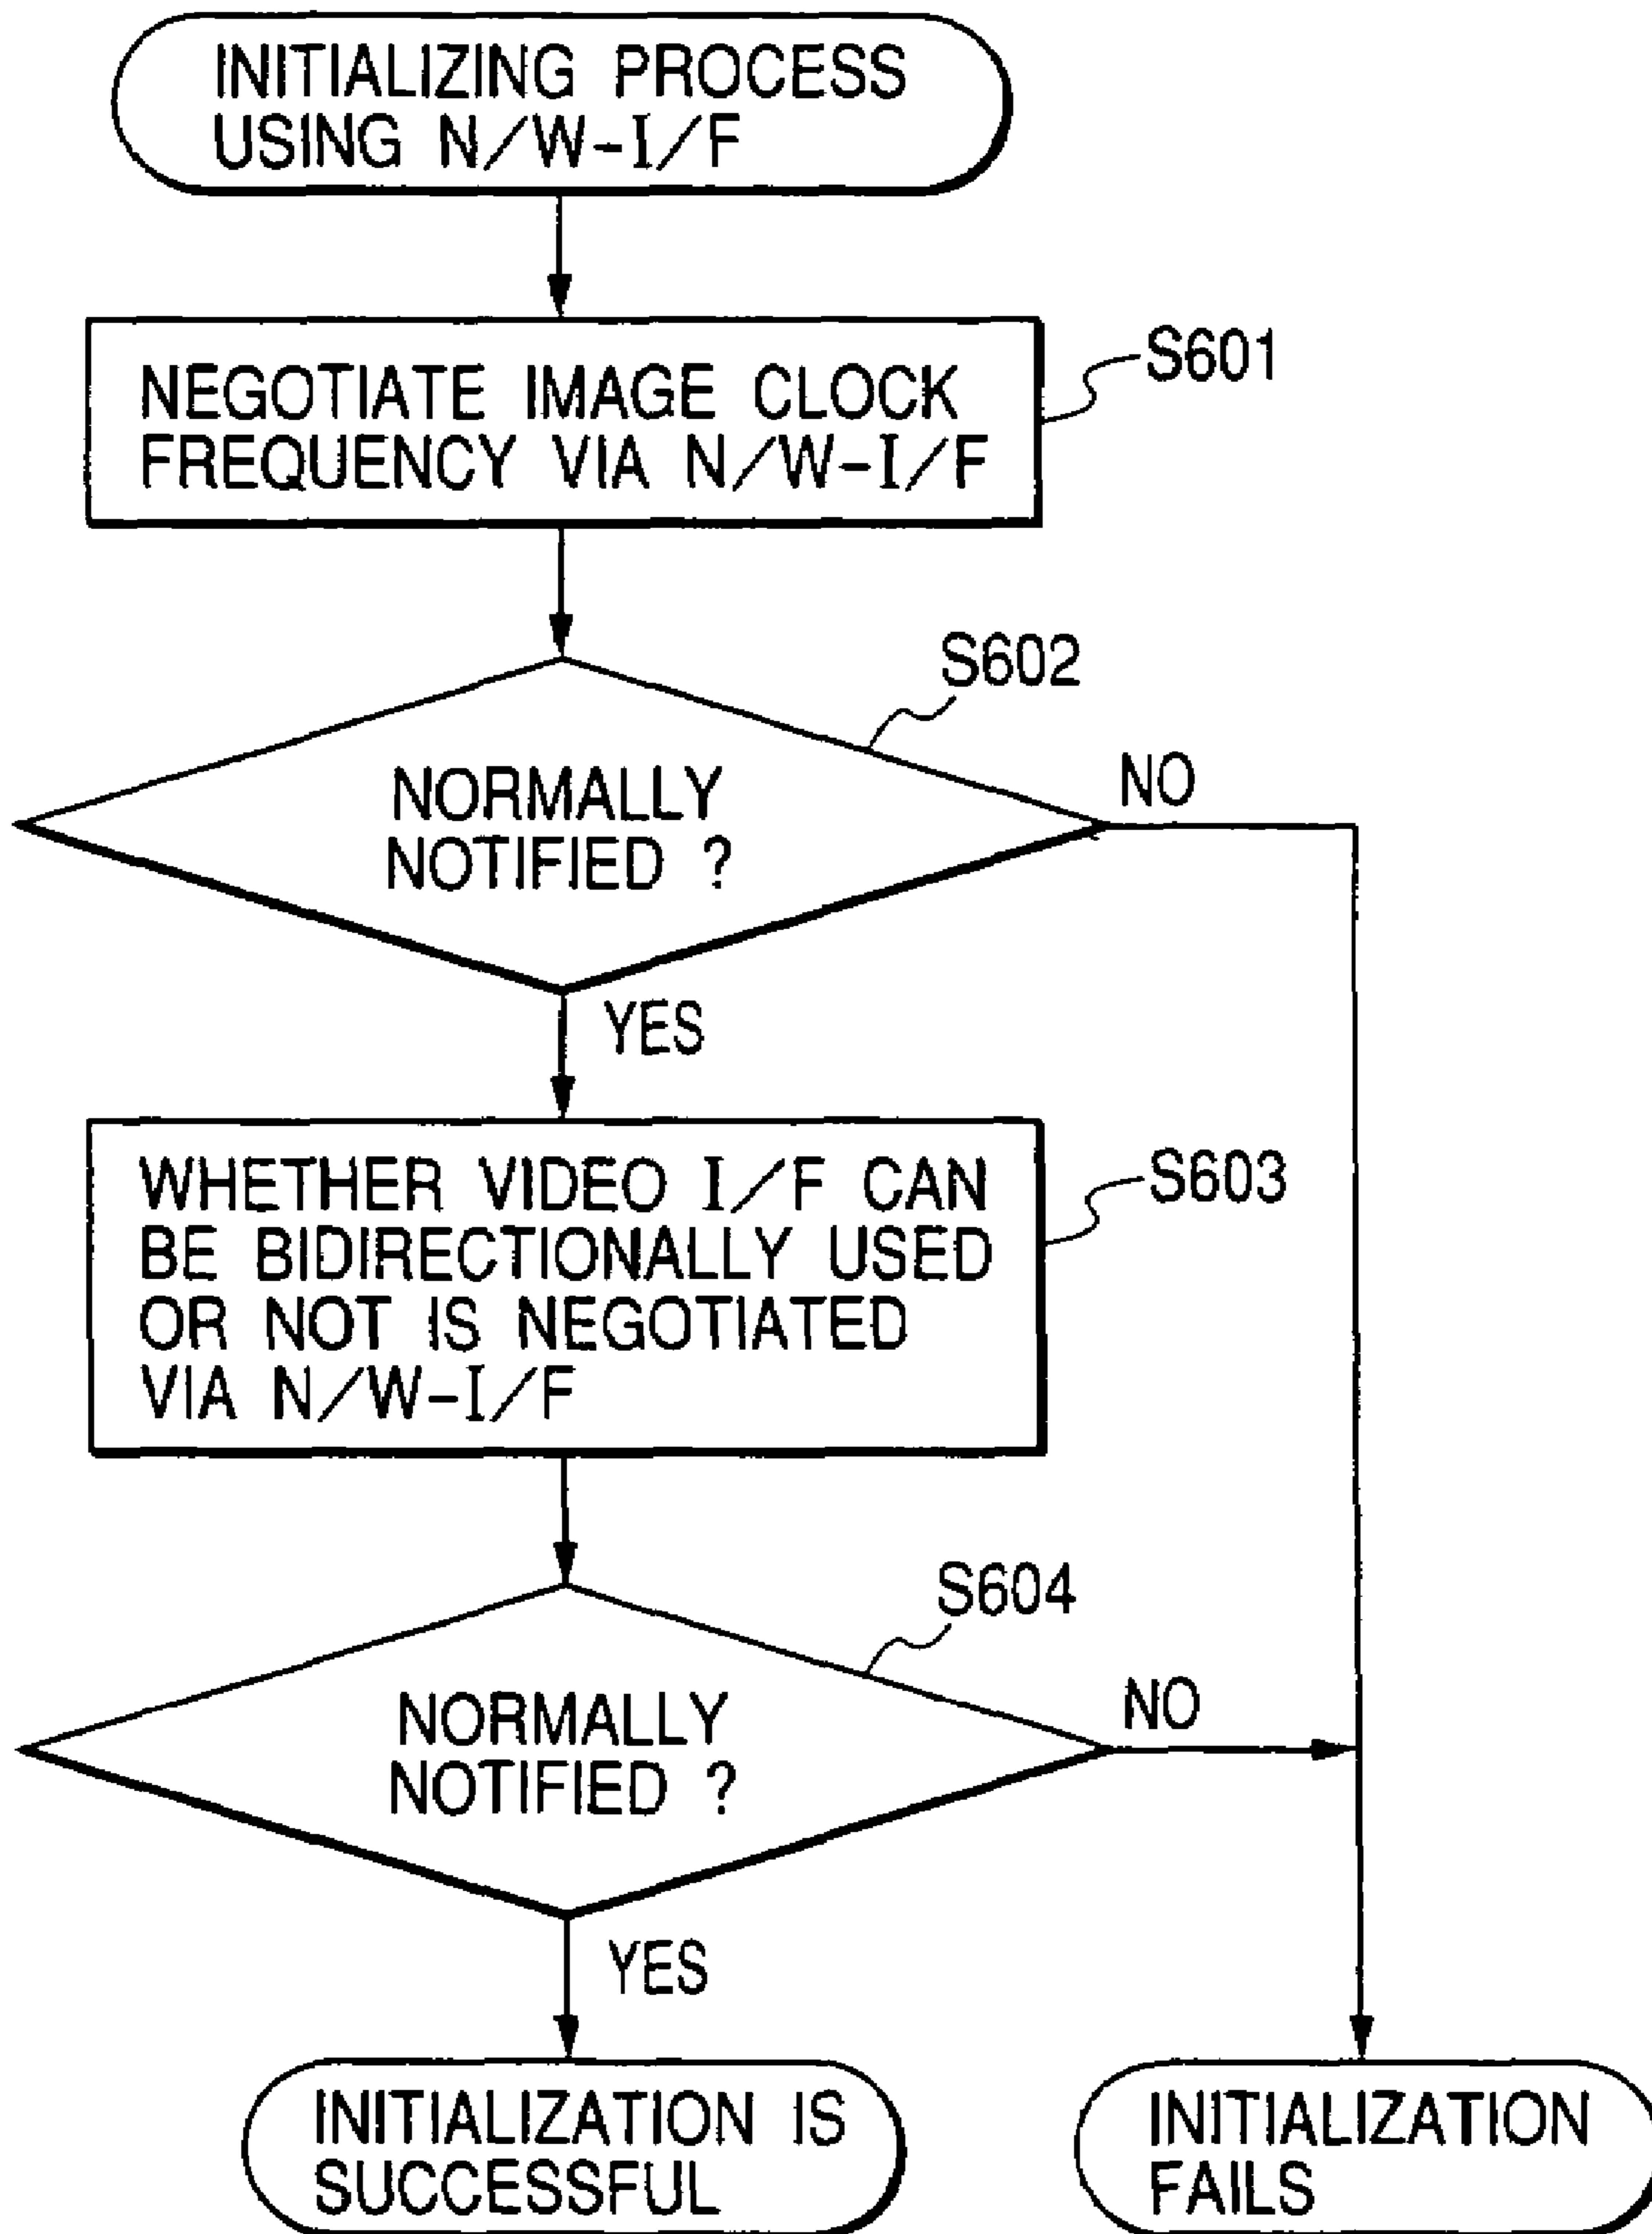 INITIALIZING PROCESS
USING N/W-I/F
NEGOTIATE IMAGE CLOCK
FREQUENCY VIA N/W-I/F
S601
S602
NORMALLY
NOTIFIED ?
NO
YES
WHETHER VIDEO I/F CAN
BE BIDIRECTIONALLY USED
OR NOT IS NEGOTIATED
VIA N/W-I/F
S603
S604
NORMALLY
NOTIFIED ?
NO
YES
INITIALIZATION IS
SUCCESSFUL
INITIALIZATION
FAILS